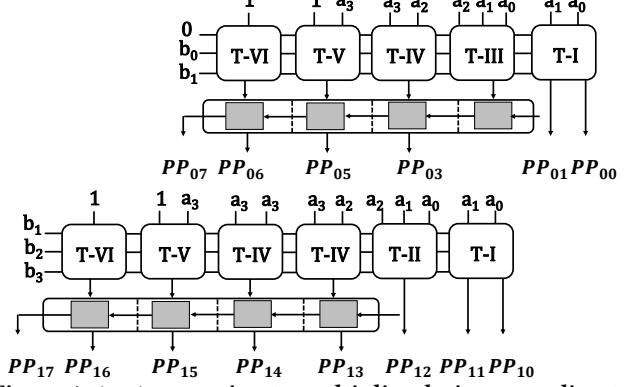 1 1 a₃ a₃ a₂ a₂ a₁ a₀ a₁ a₀
0
b₀ T-VI T-V T-IV T-III T-I
b₁
PP₀₇ PP₀₆ PP₀₅ PP₀₃ PP₀₁ PP₀₀
1 1 a₃ a₃ a₃ a₃ a₂ a₂ a₁ a₀ a₁ a₀
b₁
b₂ T-VI T-V T-IV T-IV T-II T-I
b₃
PP₁₇ PP₁₆ PP₁₅ PP₁₄ PP₁₃ PP₁₂ PP₁₁ PP₁₀